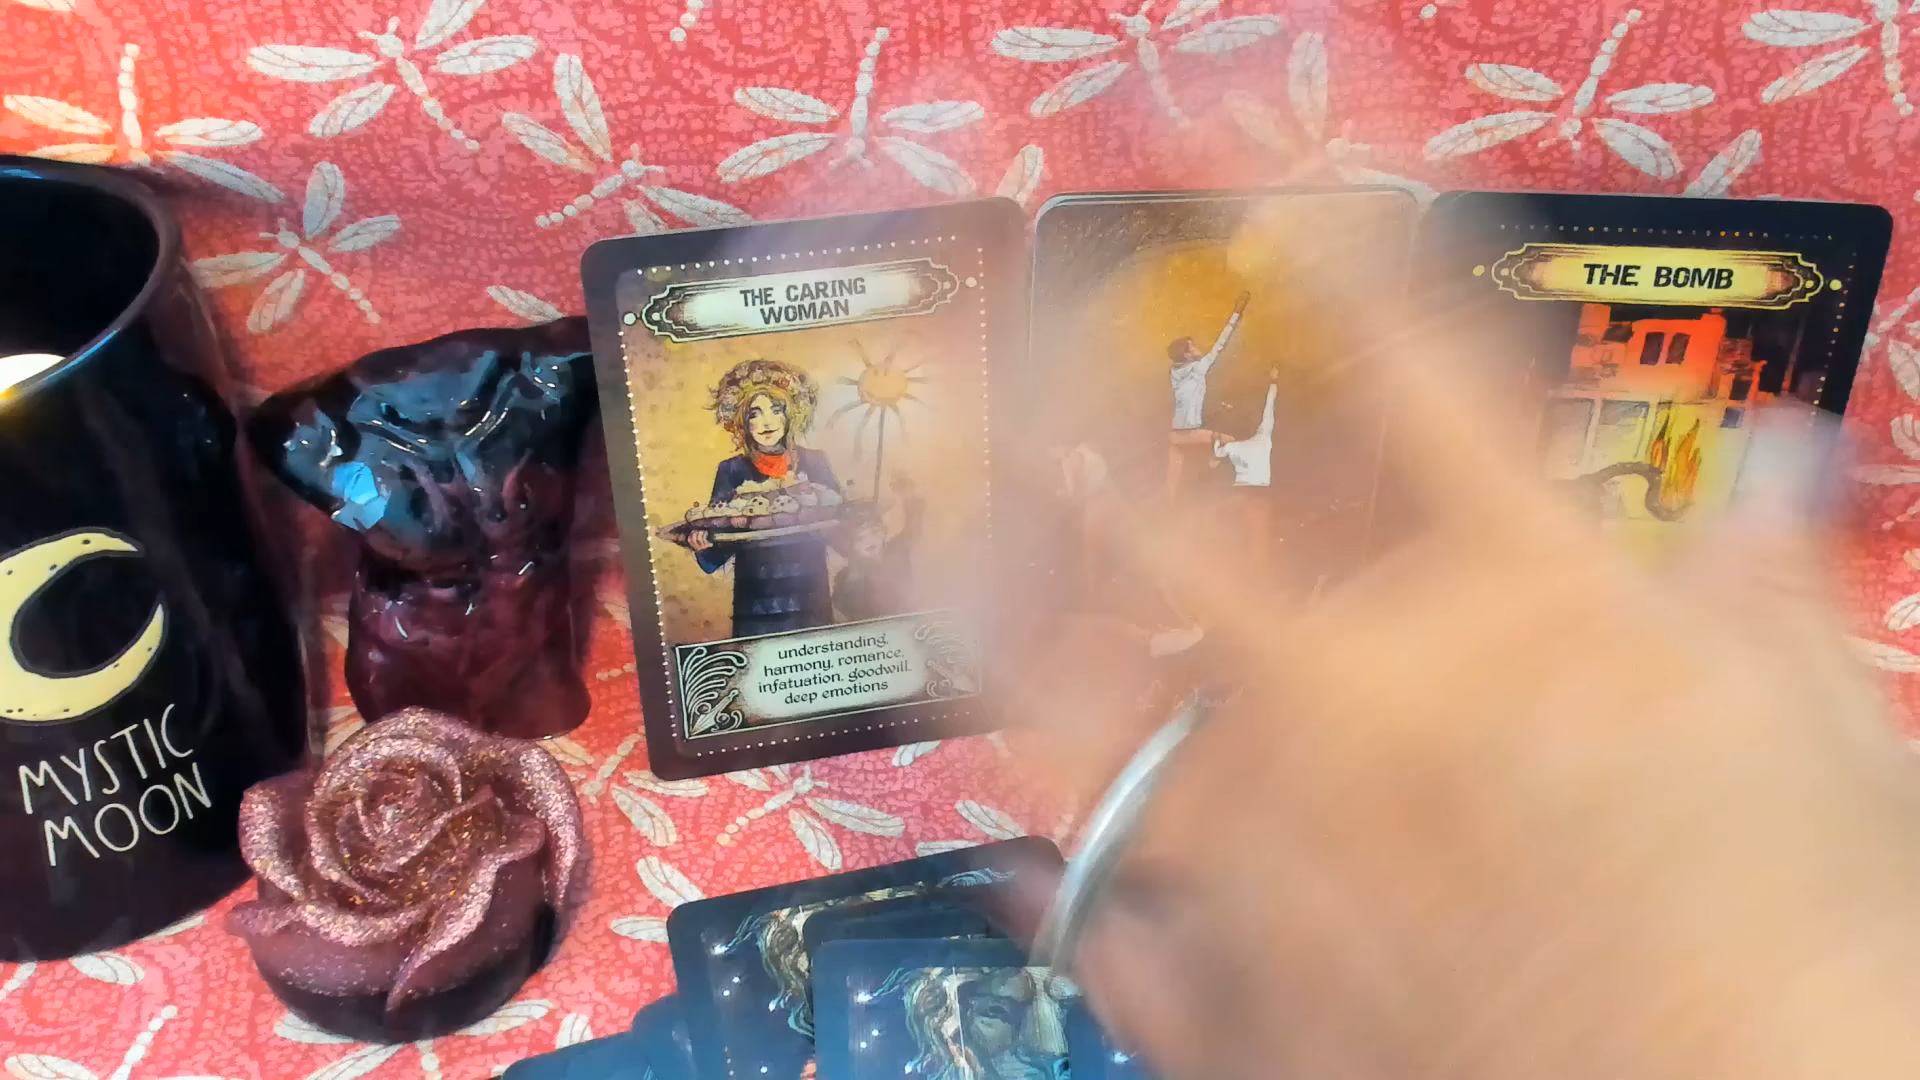 THE CARING
WOMAN
understanding,
harmony, romance,
infatuation, goodwill,
deep emotions
THE BOMB
MYSTIC
MOON